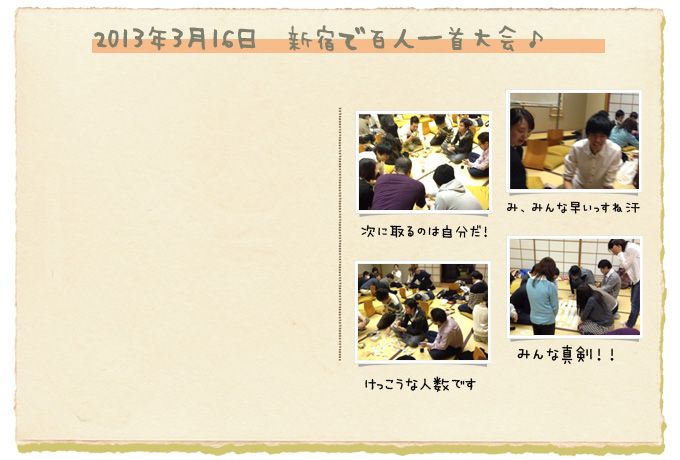 2013年3月16日　新宿で百人一首大会♪
み、みんな早いっすね汗
次に取るのは自分だ！
みんな真剣！！
けっこうな人数です